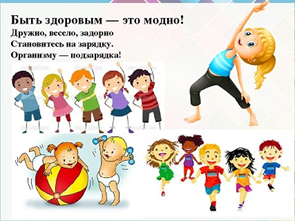 Быть здоровым — это модно!
Дружно, весело, задорно
Становитесь на зарядку.
Организму — подзарядка!